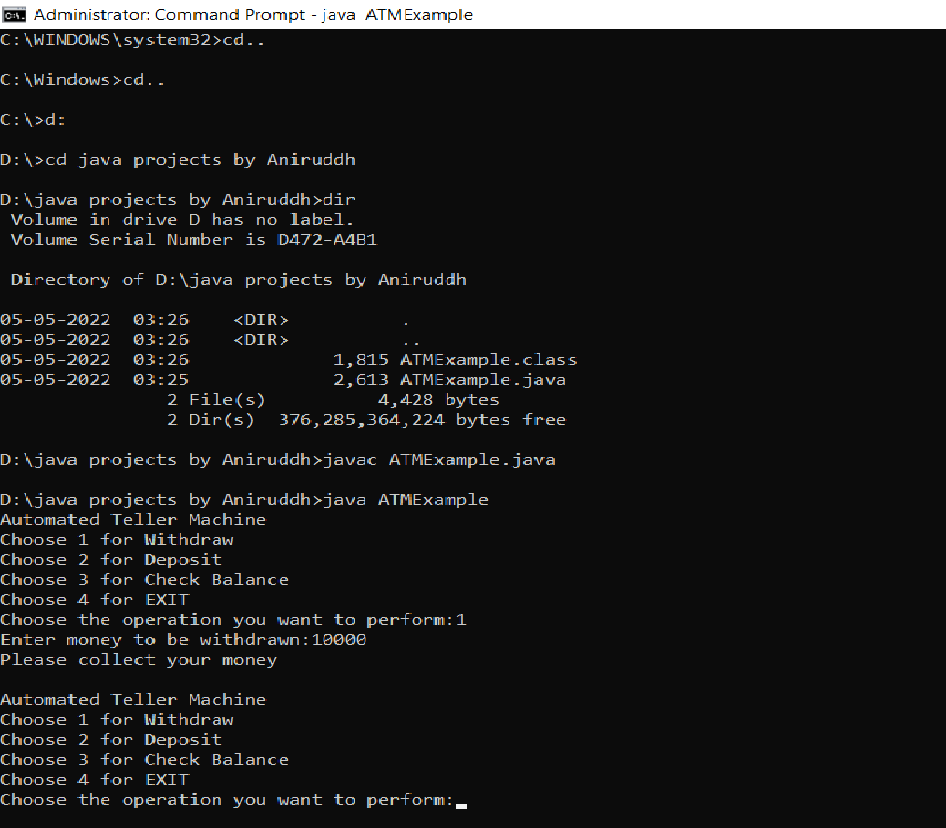 Administrator: Command Prompt - java  ATMExample
C:\WINDOWS\system32>cd..
C:\Windows>cd..
C:\>d:
D:\>cd java projects by Aniruddh
D:\java projects by Aniruddh>dir
 Volume in drive D has no label.
 Volume Serial Number is D472-A4B1
 Directory of D:\java projects by Aniruddh
05-05-2022  03:26    <DIR>          .
05-05-2022  03:26    <DIR>          ..
05-05-2022  03:26             1,815 ATMExample.class
05-05-2022  03:25             2,613 ATMExample.java
               2 File(s)          4,428 bytes
               2 Dir(s)  376,285,364,224 bytes free
D:\java projects by Aniruddh>javac ATMExample.java
D:\java projects by Aniruddh>java ATMExample
Automated Teller Machine
Choose 1 for Withdraw
Choose 2 for Deposit
Choose 3 for Check Balance
Choose 4 for EXIT
Choose the operation you want to perform:1
Enter money to be withdrawn:10000
Please collect your money
Automated Teller Machine
Choose 1 for Withdraw
Choose 2 for Deposit
Choose 3 for Check Balance
Choose 4 for EXIT
Choose the operation you want to perform: